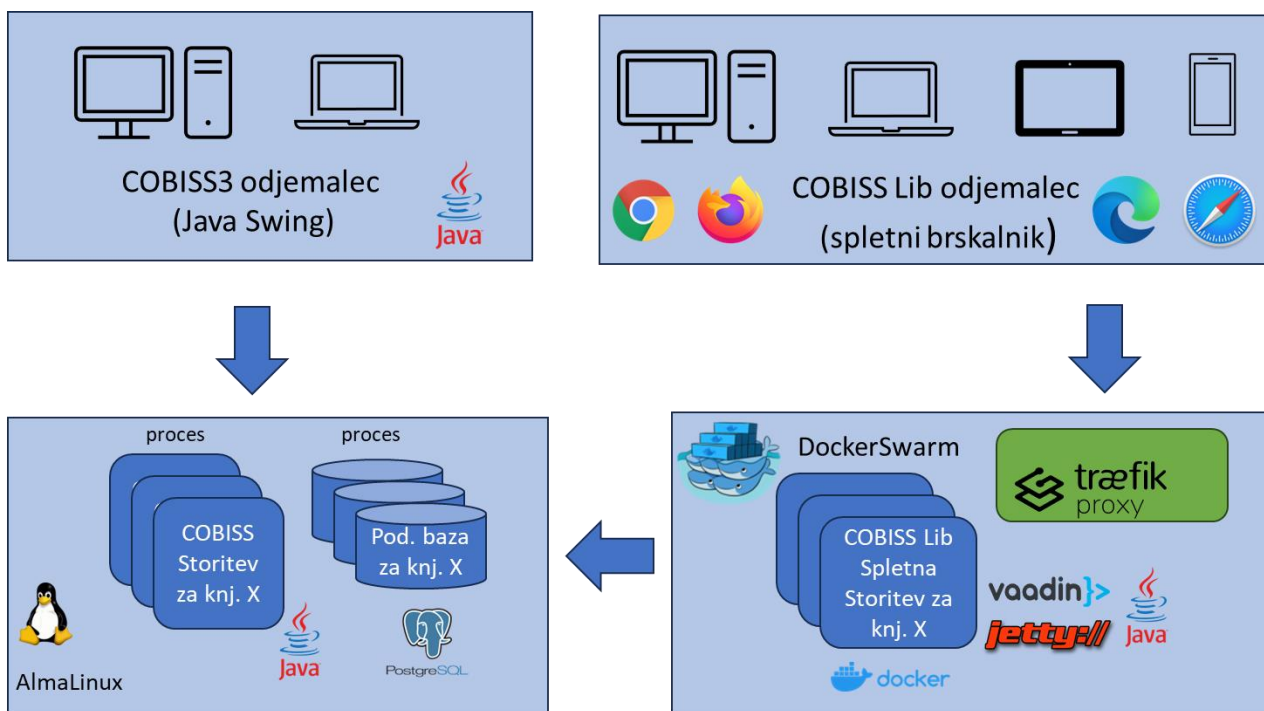 COBISS3 odjemalec
(Java Swing)
Java
COBISS Lib odjemalec
(spletni brskalnik)
proces
proces
COBISS
Storitev
za knj. X
Pod. baza
za knj. X
Java
PostgreSQL
AlmaLinux
DockerSwarm
træfik
proxy
COBISS Lib
Spletna
Storitev za
knj. X
vaadin}>
jetty://
Java
docker